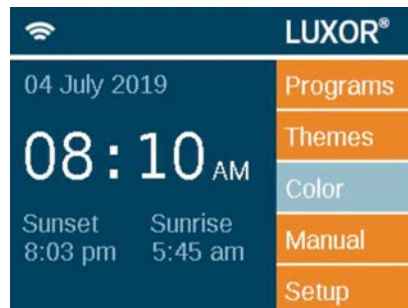 LUXOR®
04 July 2019
08:10 AM
Sunset Sunrise
8:03 pm 5:45 am
Programs
Themes
Color
Manual
Setup